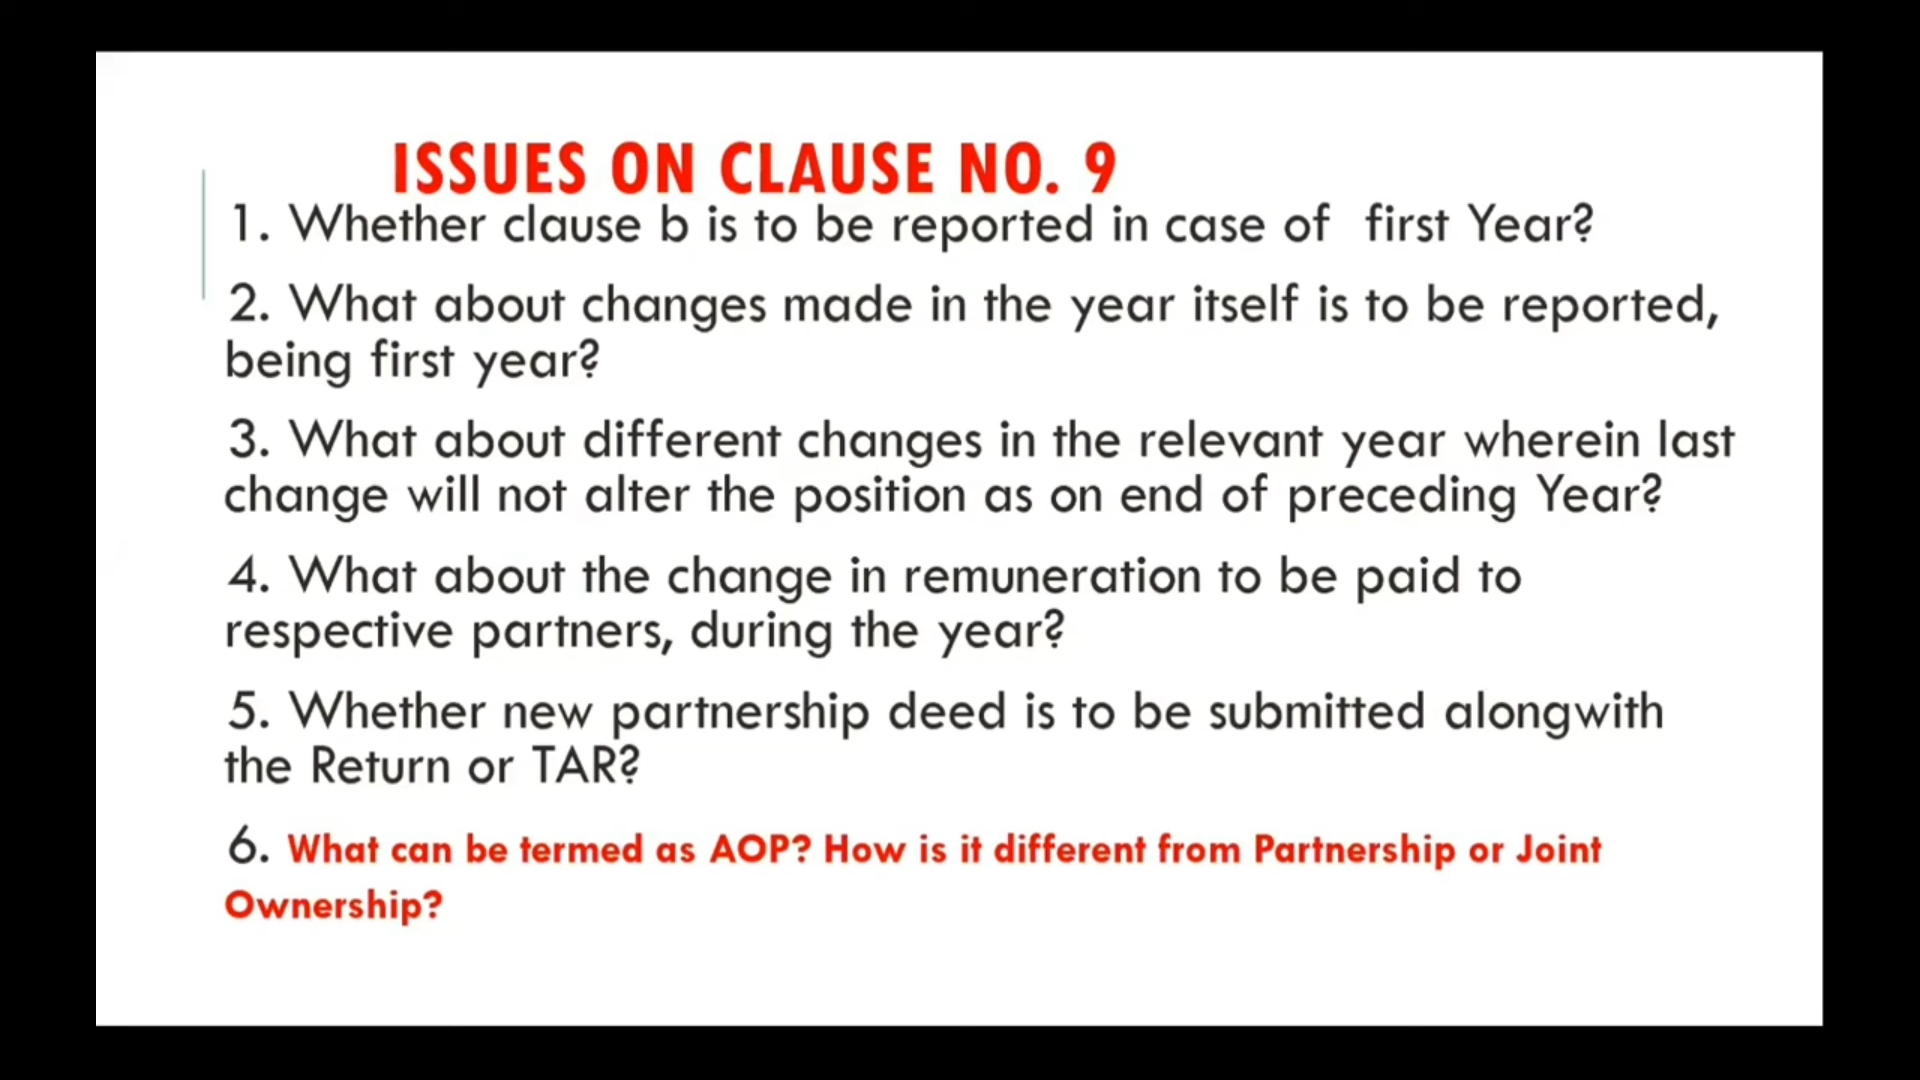 ISSUES ON CLAUSE NO. 9
1. Whether clause b is to be reported in case of first Year?
2. What about changes made in the year itself is to be reported,
being first year?
3. What about different changes in the relevant year wherein last
change will not alter the position as on end of preceding Year?
4. What about the change in remuneration to be paid to
respective partners, during the year?
5. Whether new partnership deed is to be submitted alongwith
the Return or TAR?
6. What can be termed as AOP? How is it different from Partnership or Joint
Ownership?